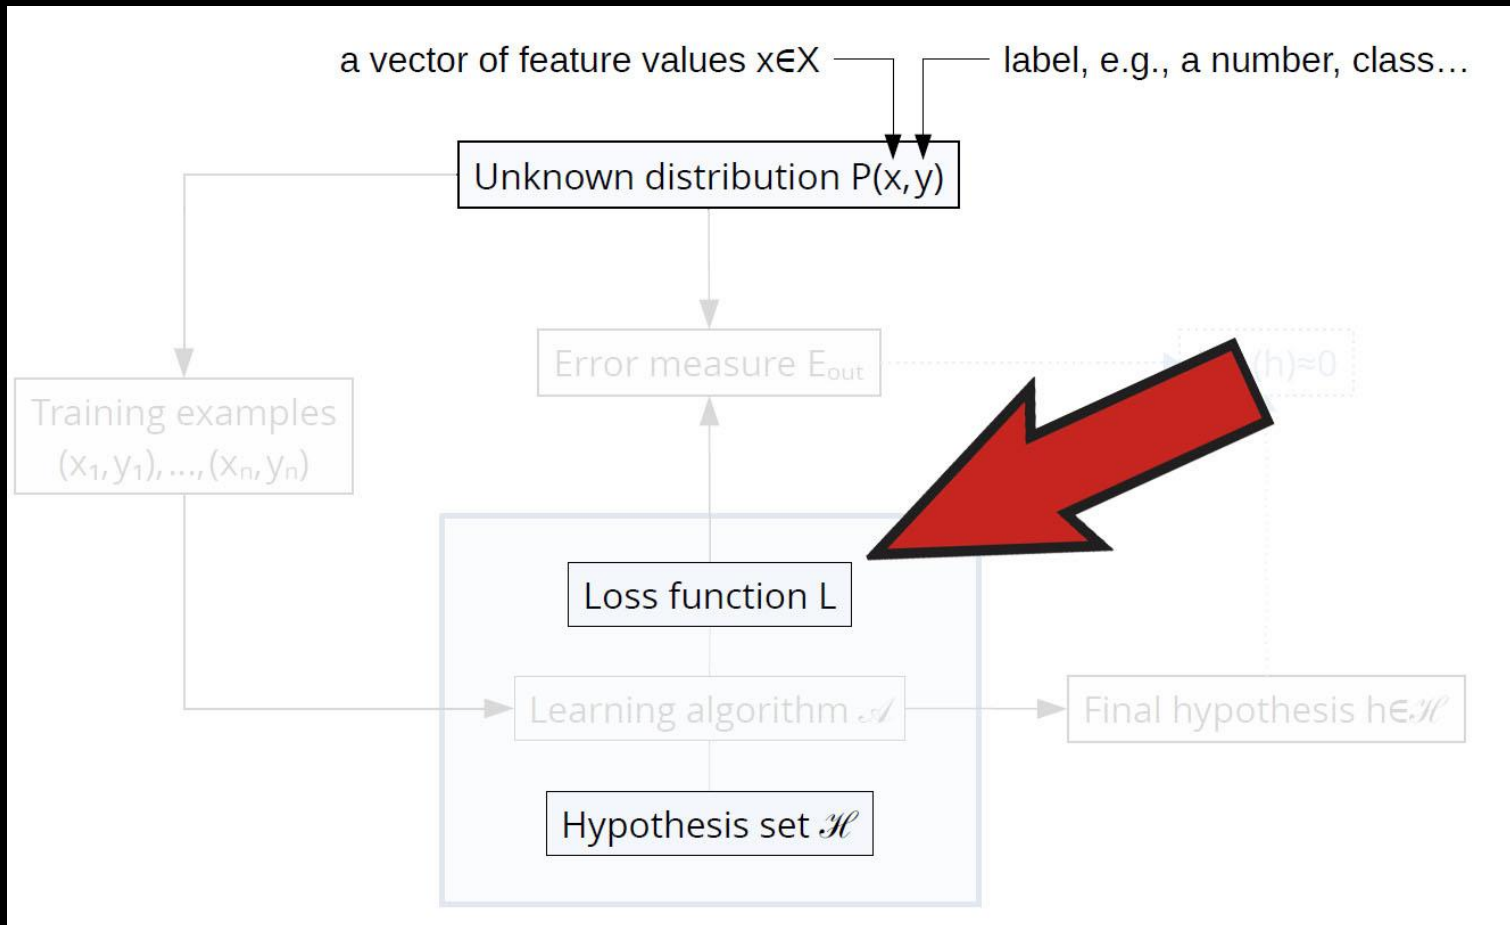 a vector of feature values x∈X
label, e.g., a number, class…
Unknown distribution P(x,y)
Error measure Eₒᵤₜ
(h)≈0
Training examples
(x₁,y₁),…,(xₙ,yₙ)
Loss function L
Learning algorithm 𝒜
Final hypothesis h∈ℋ
Hypothesis set ℋ